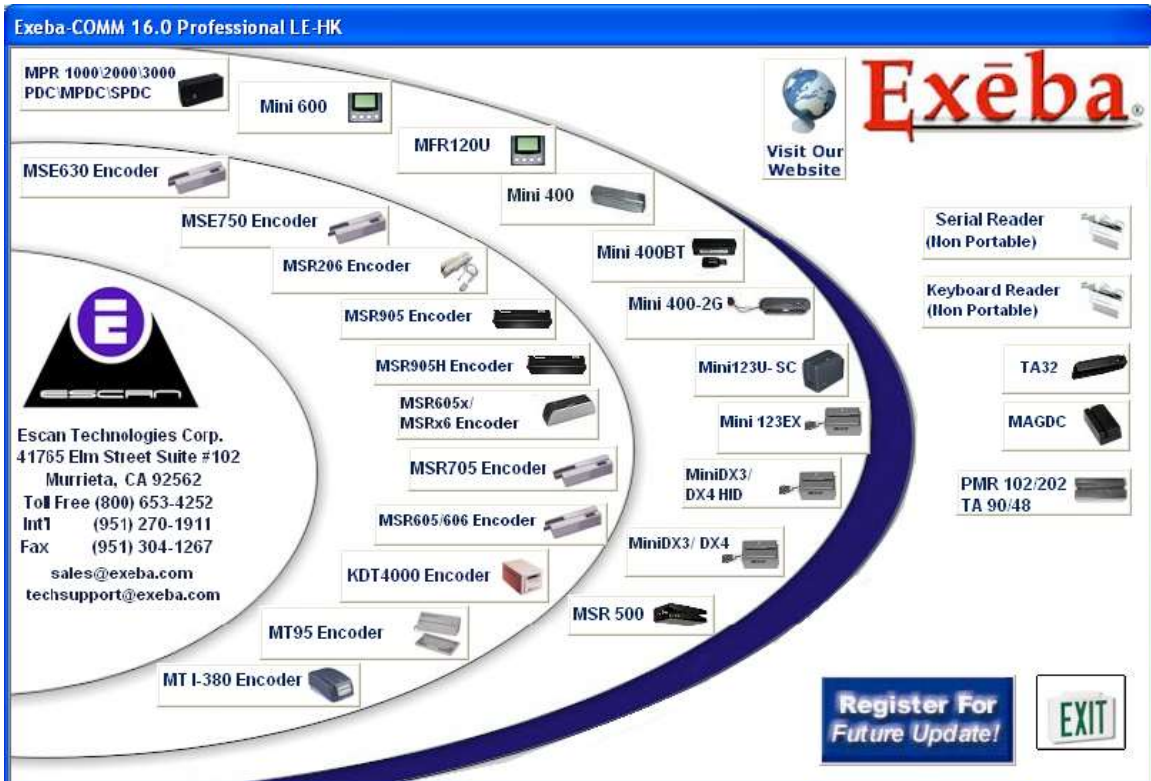 Exeba-COMM 16.0 Professional LE-HK
MPR 1000\2000\3000
PDC\MPDC\SPDC
Mini 600
MFR120U
Mini 400
Mini 400BT
Mini 400-2G
Mini123U- SC
Mini 123EX
MiniDX3/
DX4 HID
MiniDX3/ DX4
MSR 500
MSE630 Encoder
MSE750 Encoder
MSR206 Encoder
MSR905 Encoder
MSR905H Encoder
MSR605x/
MSRx6 Encoder
MSR705 Encoder
MSR605/606 Encoder
KDT4000 Encoder
MT95 Encoder
MT I-380 Encoder
ESCAN
Escan Technologies Corp.
41765 Elm Street Suite #102
Murrieta, CA 92562
Toll Free (800) 653-4252
Int'l (951) 270-1911
Fax (951) 304-1267
sales@exeba.com
techsupport@exeba.com
Visit Our
Website
Exēba®
Serial Reader
(Non Portable)
Keyboard Reader
(Non Portable)
TA32
MAGDC
PMR 102/202
TA 90/48
Register For
Future Update!
EXIT